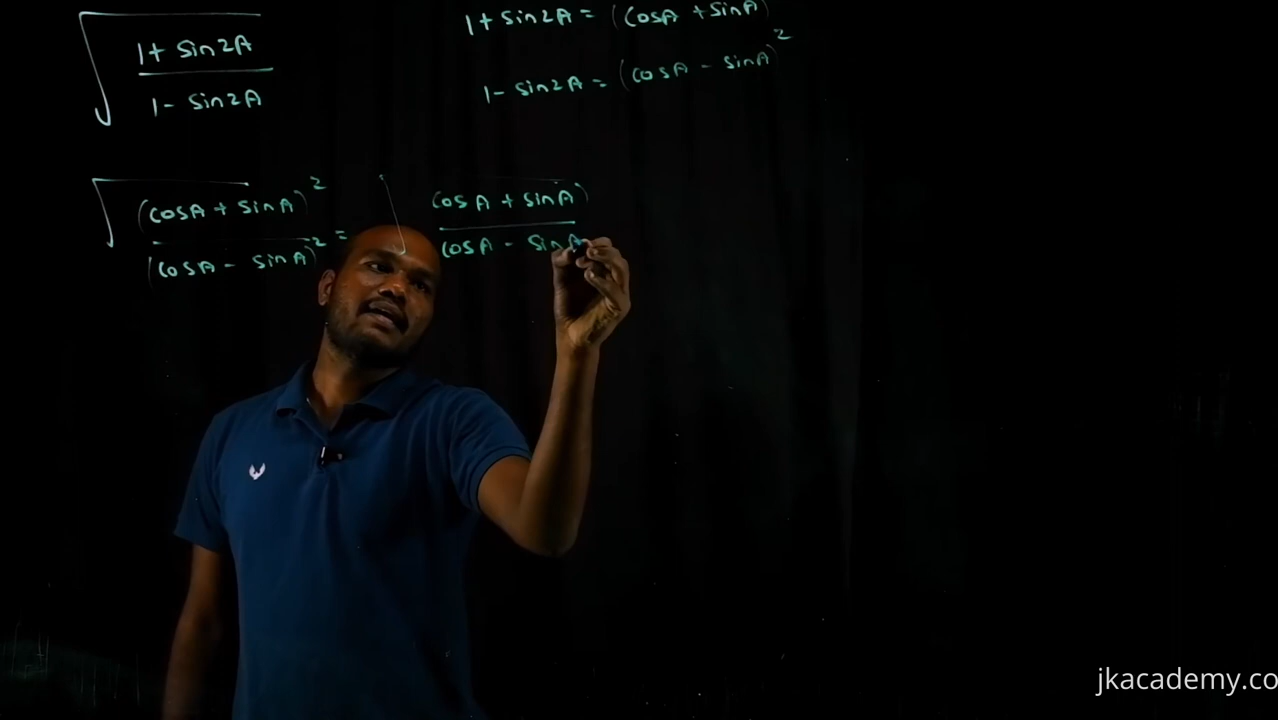 √(1 + Sin2A / 1 - Sin2A)
1 + Sin2A = (CosA + SinA)
1 - Sin2A = (CosA - SinA)²
√((CosA + SinA)² / (CosA - SinA)²) = √((CosA + SinA) / (CosA - SinA
jkacademy.co